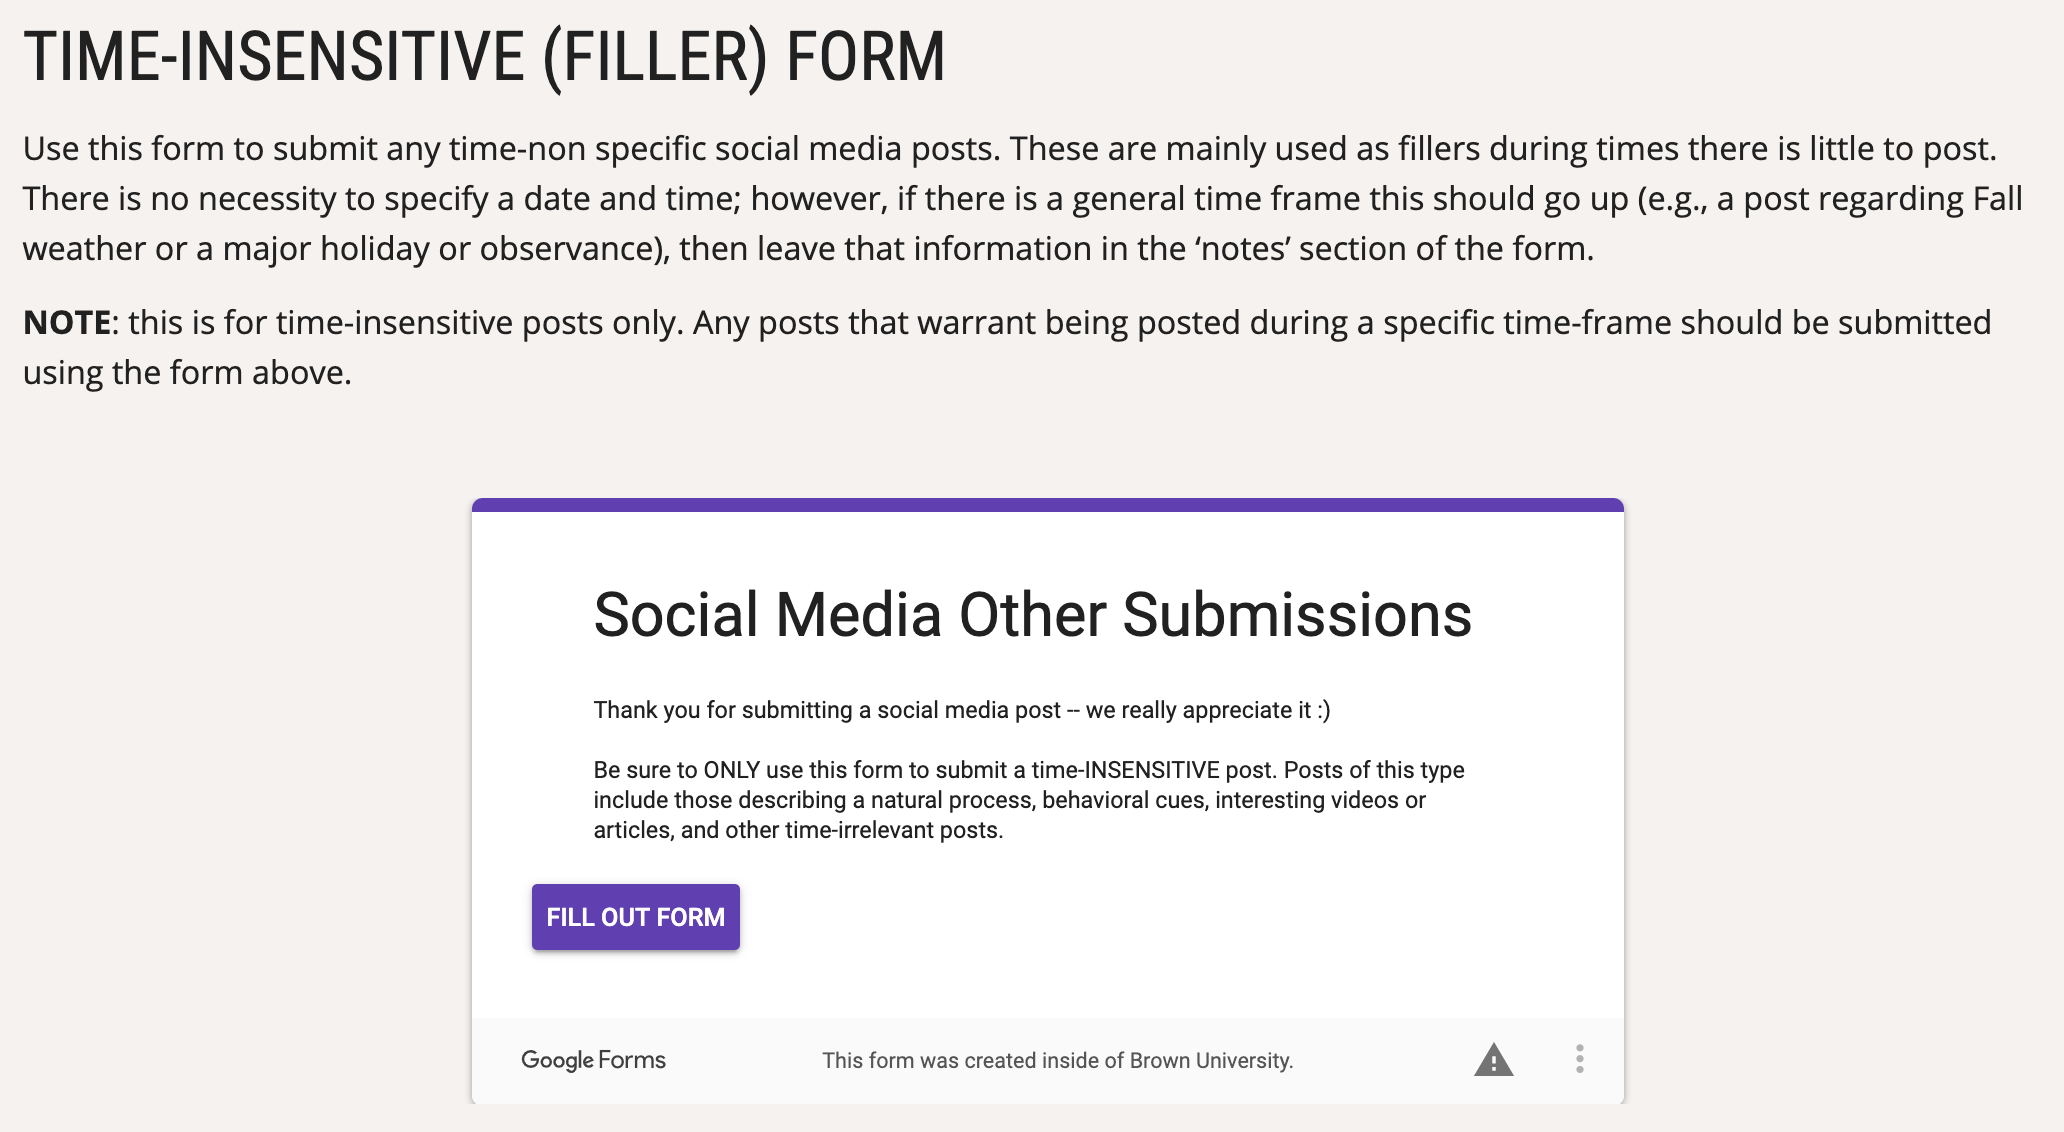 TIME-INSENSITIVE (FILLER) FORM
Use this form to submit any time-non specific social media posts. These are mainly used as fillers during times there is little to post.
There is no necessity to specify a date and time; however, if there is a general time frame this should go up (e.g., a post regarding Fall
weather or a major holiday or observance), then leave that information in the ‘notes’ section of the form.
NOTE: this is for time-insensitive posts only. Any posts that warrant being posted during a specific time-frame should be submitted
using the form above.
Social Media Other Submissions
Thank you for submitting a social media post -- we really appreciate it :)
Be sure to ONLY use this form to submit a time-INSENSITIVE post. Posts of this type
include those describing a natural process, behavioral cues, interesting videos or
articles, and other time-irrelevant posts.
FILL OUT FORM
Google Forms
This form was created inside of Brown University.